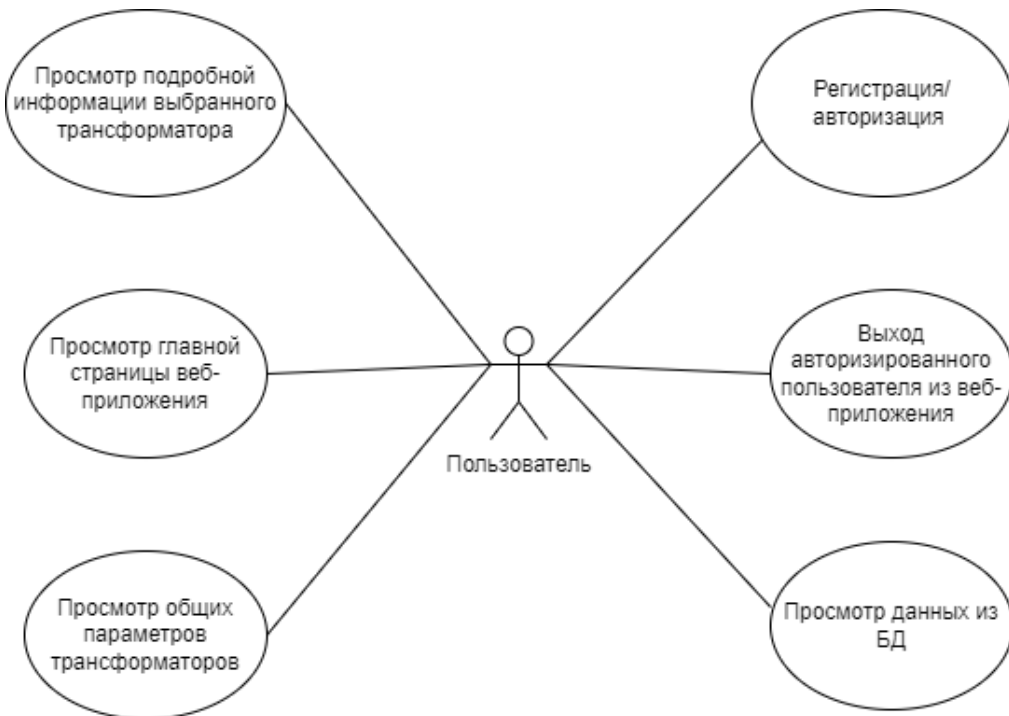 Просмотр подробной
информации выбранного
трансформатора
Регистрация/
авторизация
Просмотр главной
страницы веб-
приложения
Выход
авторизированного
пользователя из веб-
приложения
Пользователь
Просмотр общих
параметров
трансформаторов
Просмотр данных из
БД